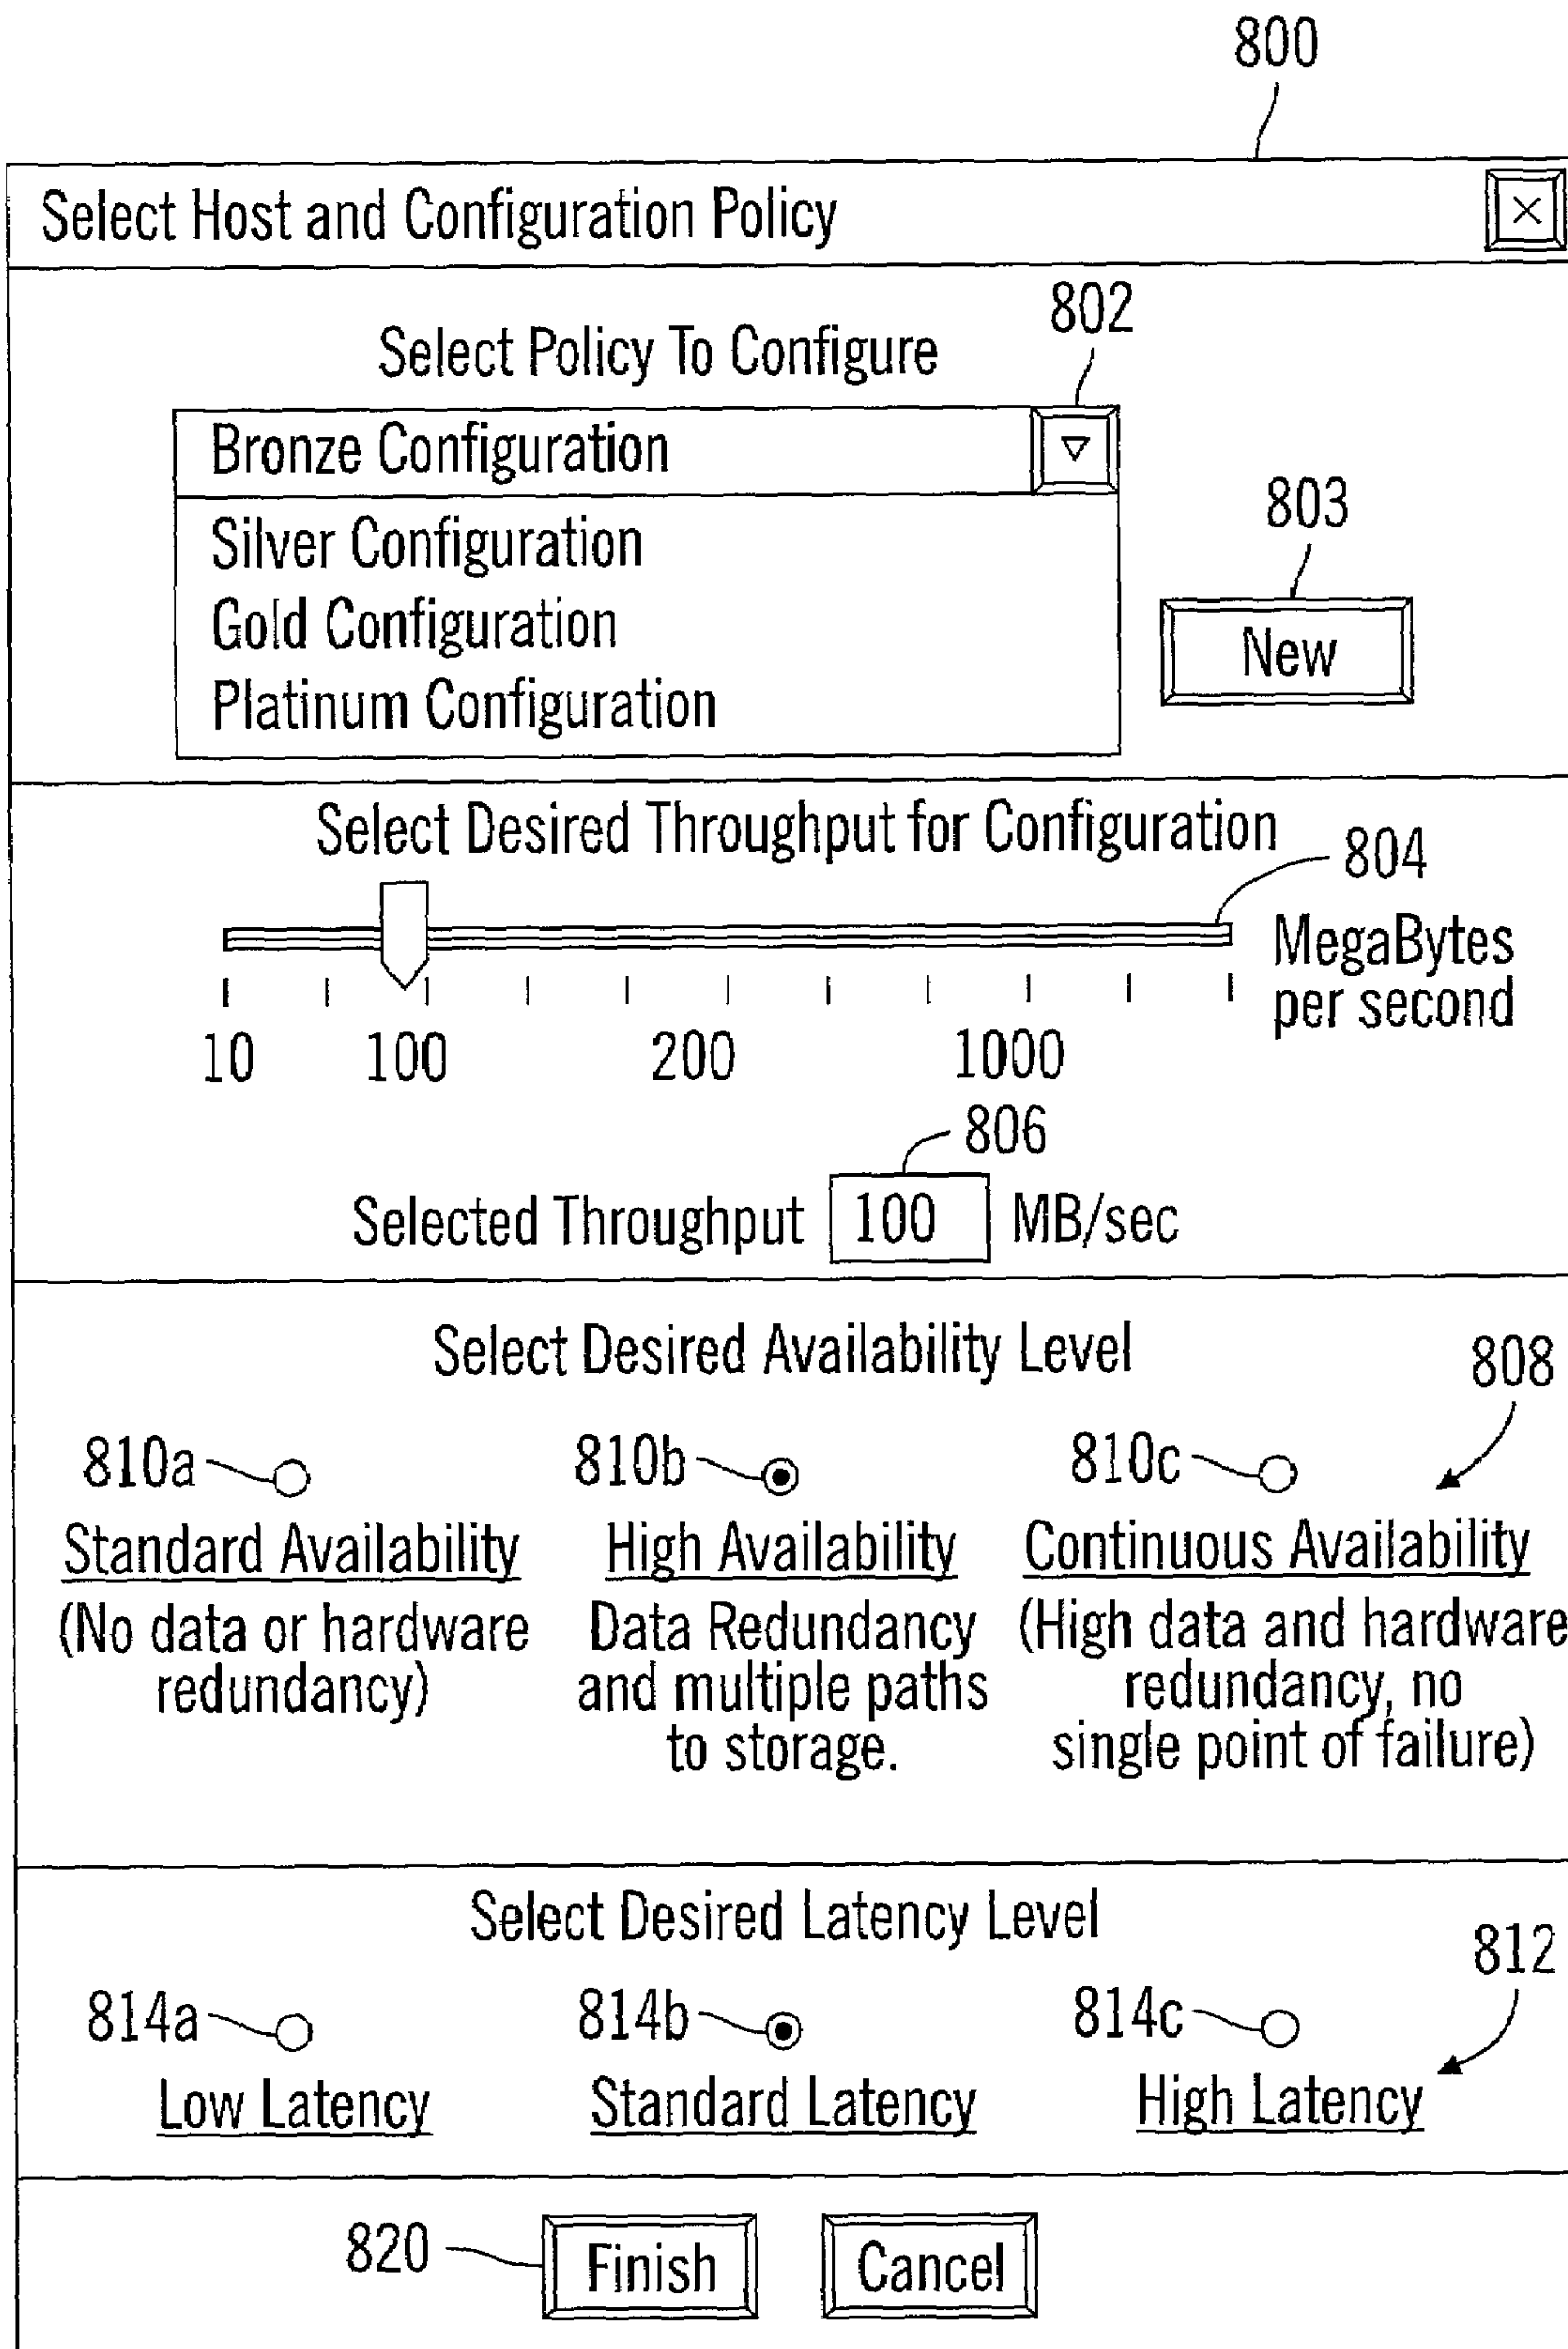 800
Select Host and Configuration Policy
Select Policy To Configure
802
Bronze Configuration
Silver Configuration
Gold Configuration
Platinum Configuration
803
New
Select Desired Throughput for Configuration
804
MegaBytes
per second
10 100 200 1000
806
Selected Throughput 100 MB/sec
Select Desired Availability Level
808
810a 810b 810c
Standard Availability High Availability Continuous Availability
(No data or hardware Data Redundancy (High data and hardware
redundancy) and multiple paths redundancy, no
to storage. single point of failure)
Select Desired Latency Level
812
814a 814b 814c
Low Latency Standard Latency High Latency
820 Finish Cancel